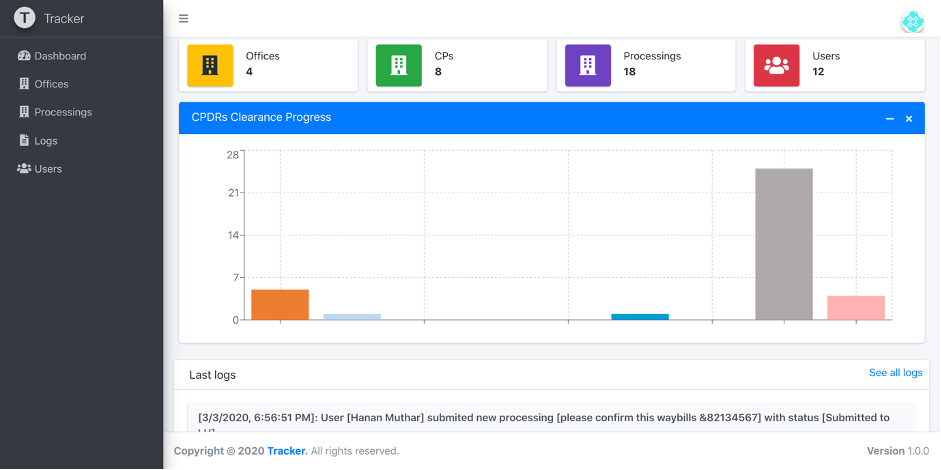 T Tracker
Dashboard
Offices
Processings
Logs
Users
Offices
4
CPs
8
Processings
18
Users
12
CPDRs Clearance Progress
28
21
14
7
0
Last logs
See all logs
[3/3/2020, 6:56:51 PM]: User [Hanan Muthar] submited new processing [please confirm this waybills &82134567] with status [Submitted to
Copyright © 2020 Tracker. All rights reserved.
Version 1.0.0